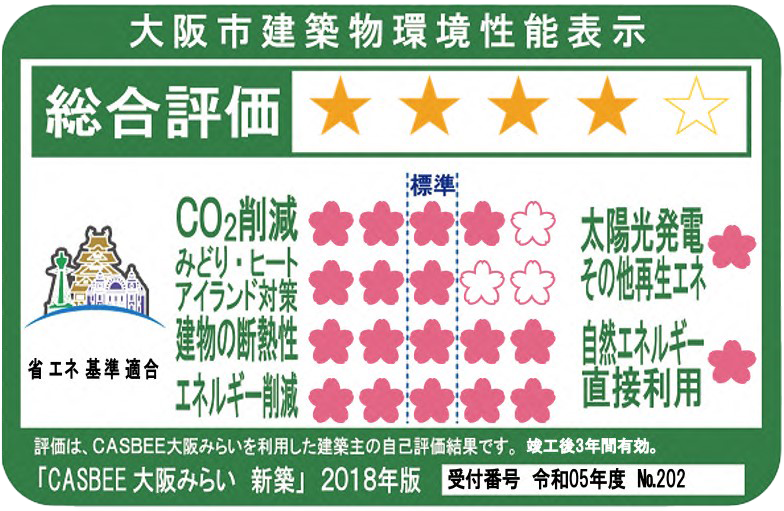 大阪市建築物環境性能表示
総合評価
標準
CO₂削減
みどり・ヒート
アイランド対策
建物の断熱性
エネルギー削減
太陽光発電
その他再生エネ
自然エネルギー
直接利用
省エネ基準適合
評価は、CASBEE大阪みらいを利用した建築主の自己評価結果です。竣工後3年間有効。
「CASBEE 大阪みらい 新築」 2018年版 受付番号 令和05年度 No.202